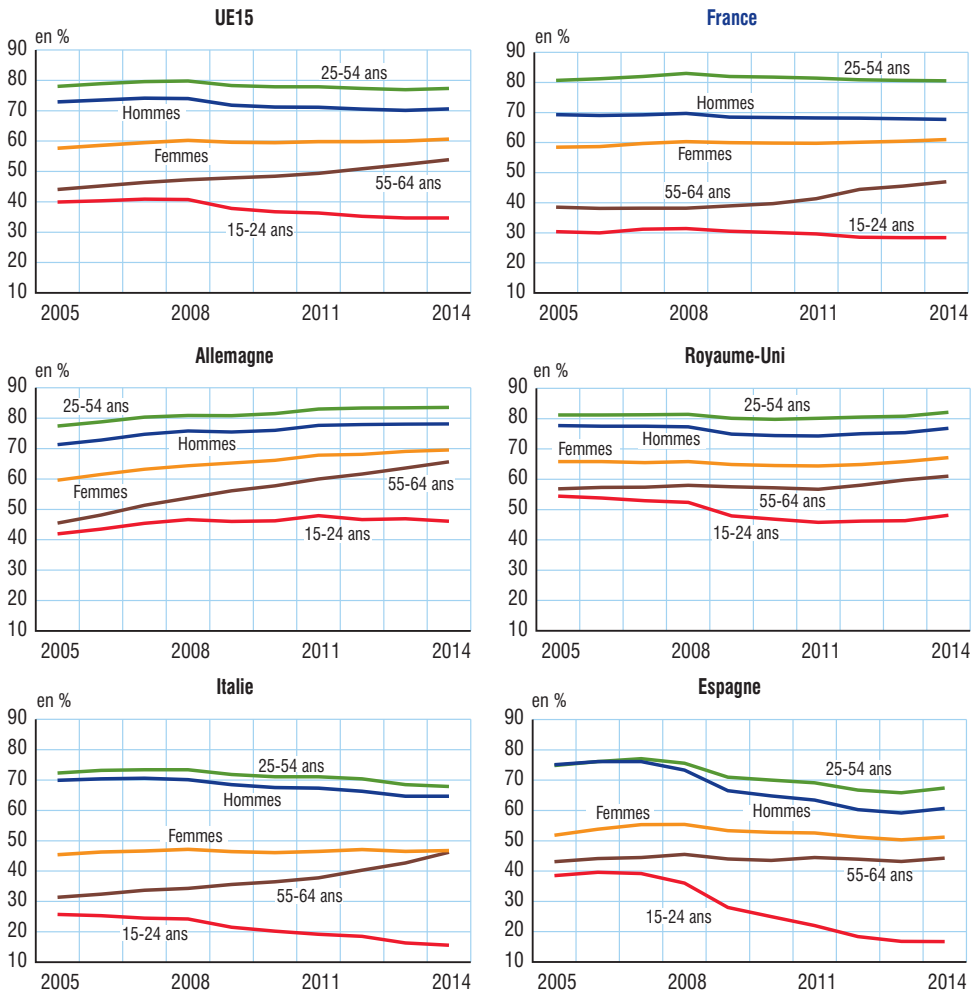 UE15
en %
90
80
70
60
50
40
30
20
10
25-54 ans
Hommes
Femmes
55-64 ans
15-24 ans
2005 2008 2011 2014
France
en %
90
80
70
60
50
40
30
20
10
25-54 ans
Hommes
Femmes
55-64 ans
15-24 ans
2005 2008 2011 2014
Allemagne
en %
90
80
70
60
50
40
30
20
10
25-54 ans
Hommes
Femmes
55-64 ans
15-24 ans
2005 2008 2011 2014
Royaume-Uni
en %
90
80
70
60
50
40
30
20
10
25-54 ans
Hommes
Femmes
55-64 ans
15-24 ans
2005 2008 2011 2014
Italie
en %
90
80
70
60
50
40
30
20
10
25-54 ans
Hommes
Femmes
55-64 ans
15-24 ans
2005 2008 2011 2014
Espagne
en %
90
80
70
60
50
40
30
20
10
25-54 ans
Femmes
Hommes
55-64 ans
15-24 ans
2005 2008 2011 2014